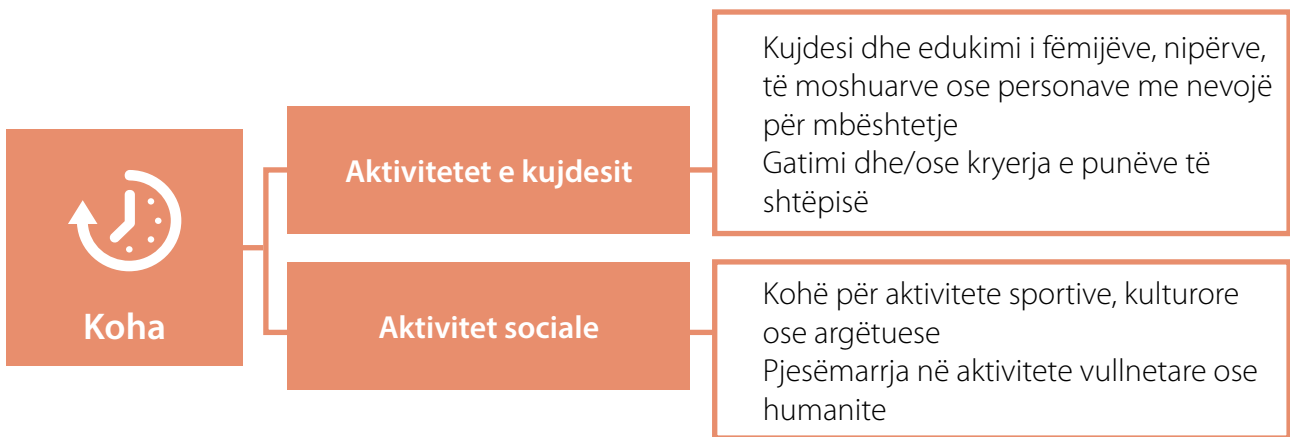 Koha
Aktivitetet e kujdesit
Kujdesi dhe edukimi i fëmijëve, nipërve,
të moshuarve ose personave me nevojë
për mbështetje
Gatimi dhe/ose kryerja e punëve të
shtëpisë
Aktivitet sociale
Kohë për aktivitete sportive, kulturore
ose argëtuese
Pjesëmarrja në aktivitete vullnetare ose
humanite